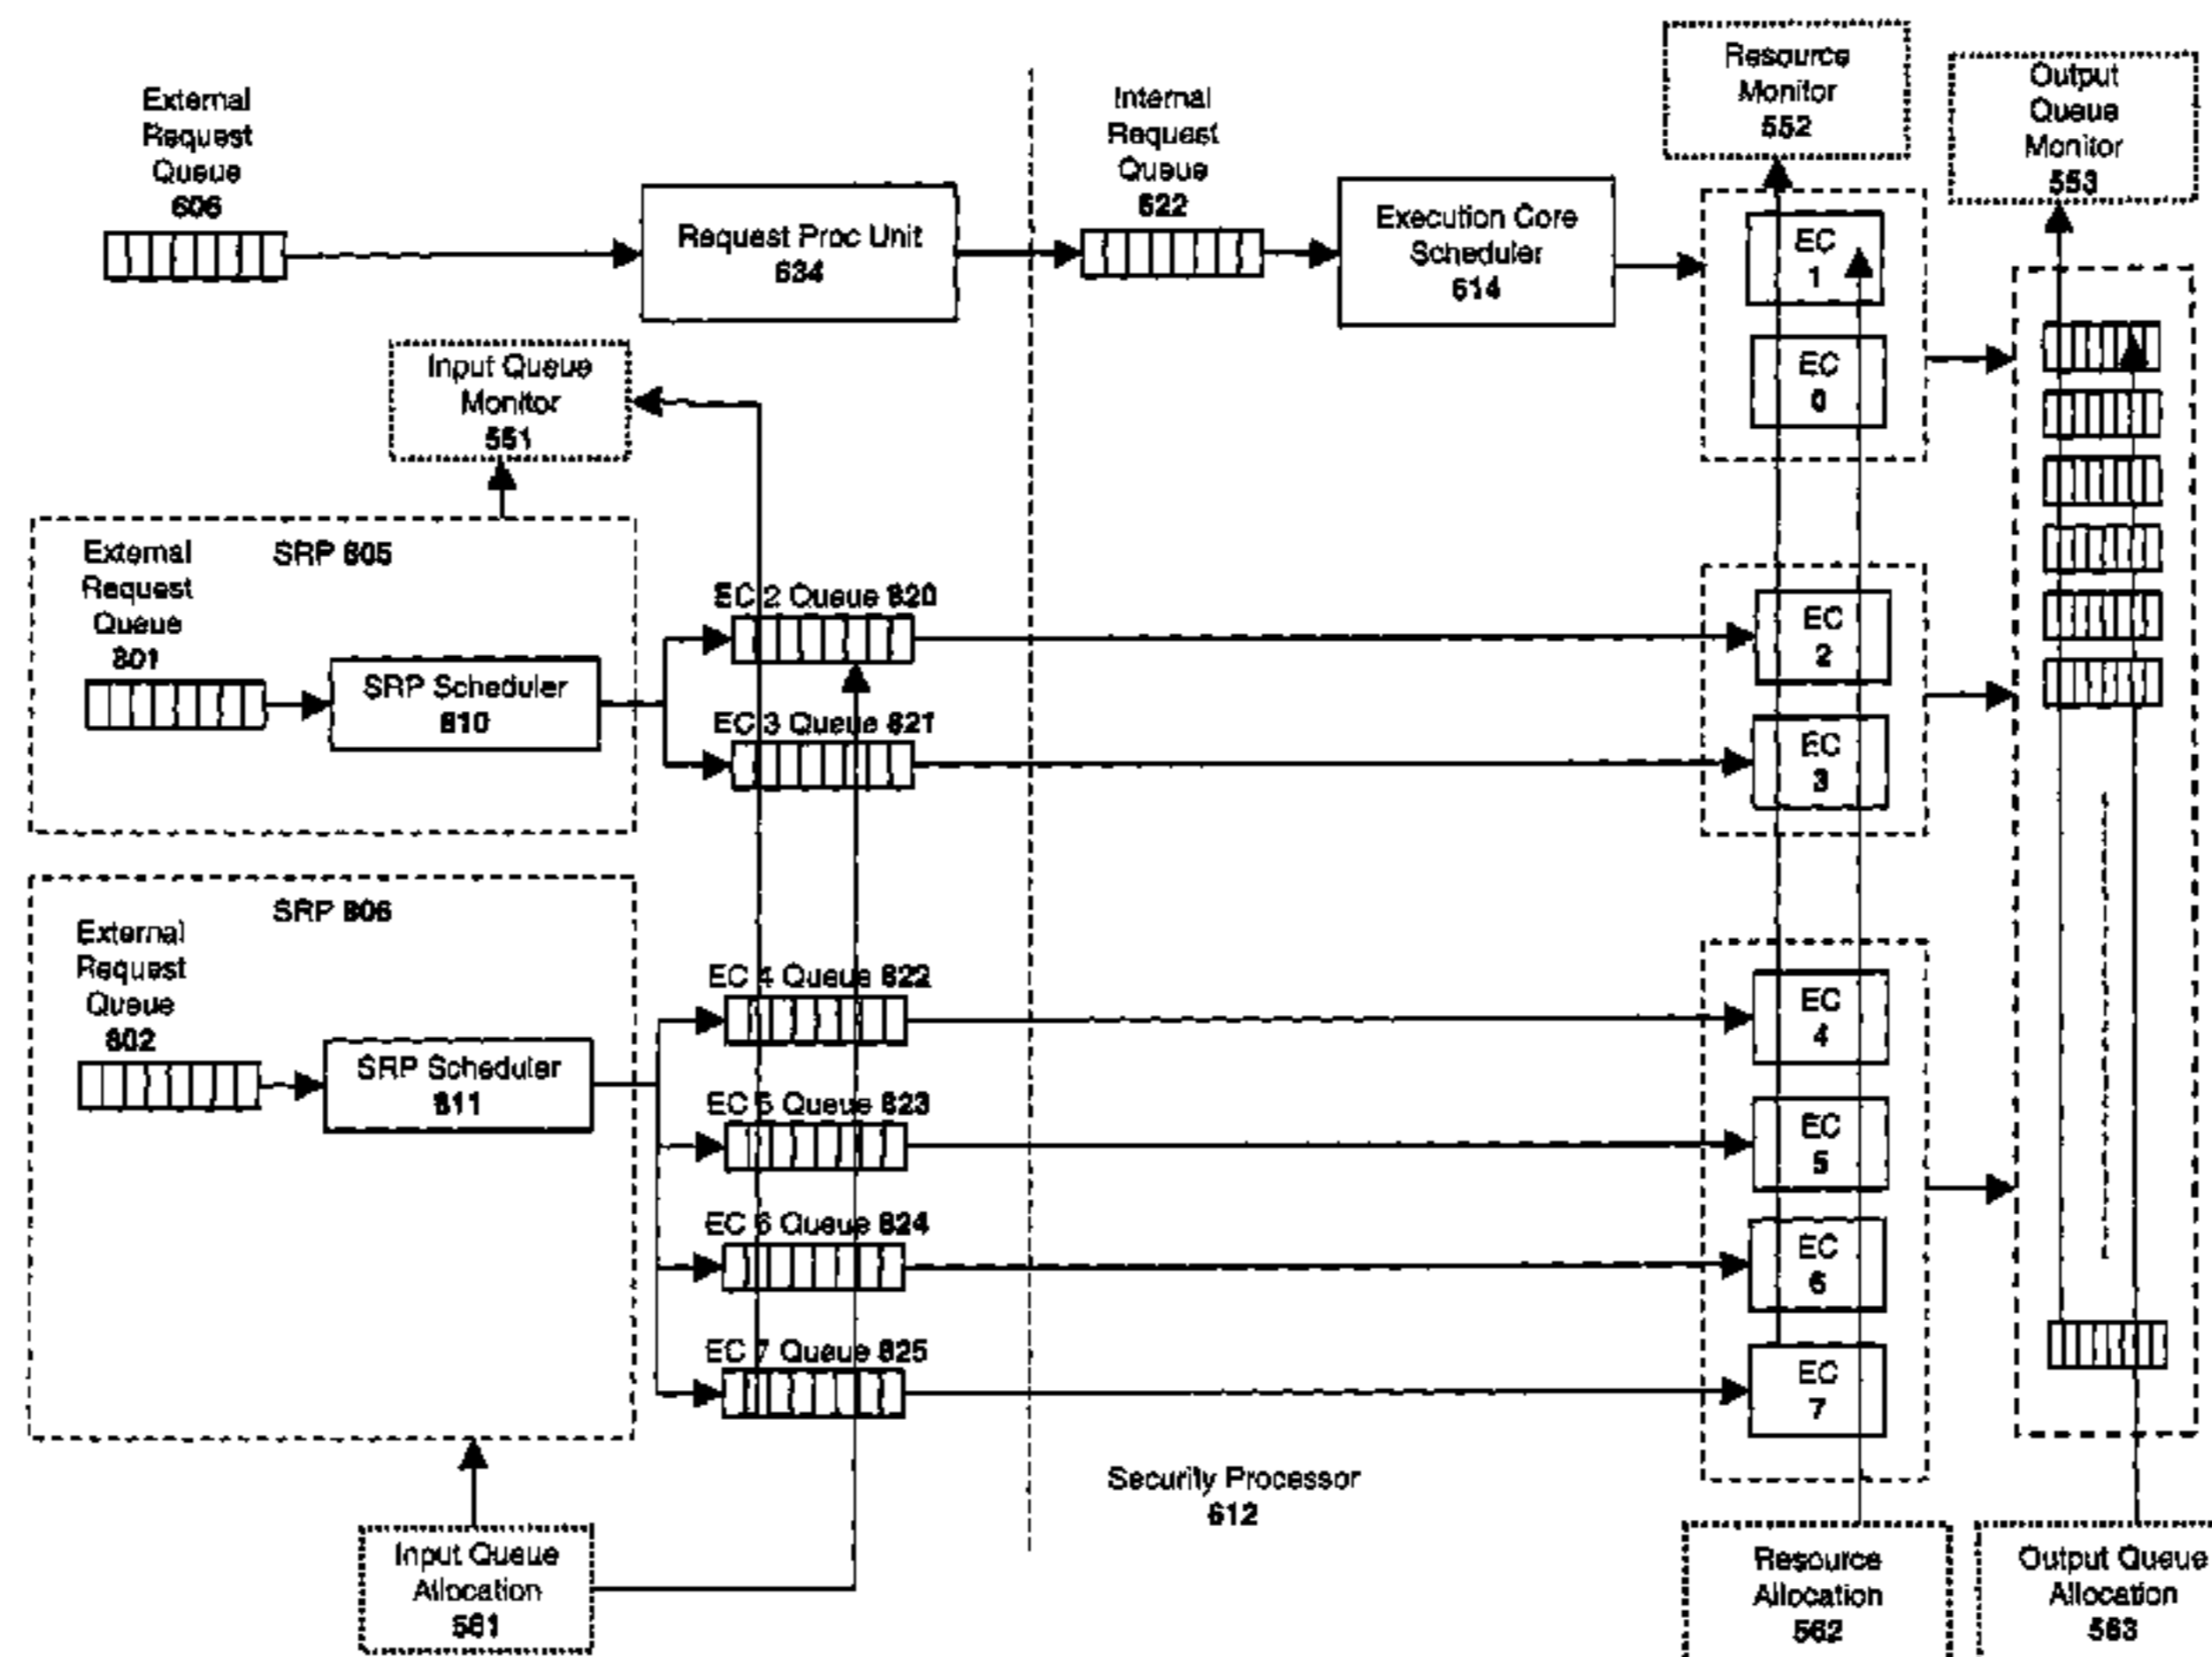 External
Request
Queue
606
Request Proc Unit
634
Internal
Request
Queue
622
Execution Core
Scheduler
614
Resource
Monitor
552
Output
Queue
Monitor
553
EC
1
EC
0
Input Queue
Monitor
551
SRP 805
External
Request
Queue
801
SRP Scheduler
810
EC 2 Queue 820
EC 3 Queue 821
EC
2
EC
3
SRP 806
External
Request
Queue
802
SRP Scheduler
811
EC 4 Queue 822
EC 5 Queue 823
EC 6 Queue 824
EC 7 Queue 825
EC
4
EC
5
EC
6
EC
7
Security Processor
612
Input Queue
Allocation
561
Resource
Allocation
562
Output Queue
Allocation
563